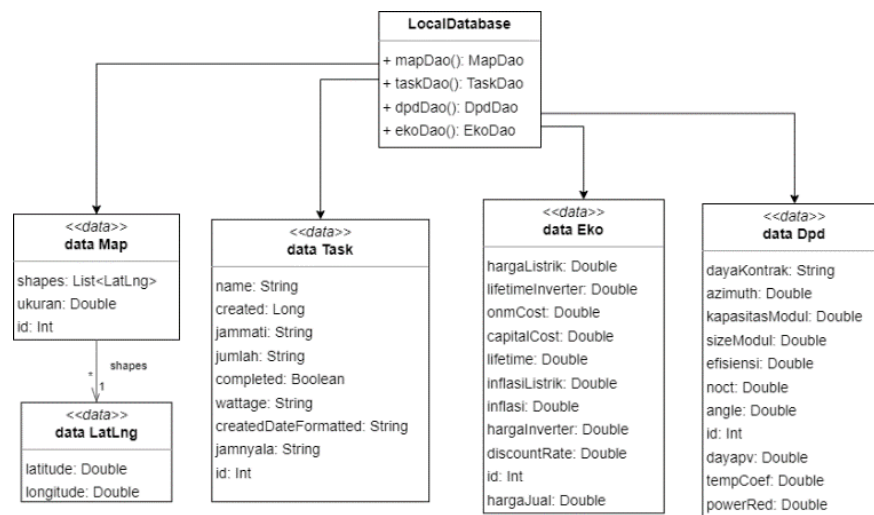 LocalDatabase
+ mapDao(): MapDao
+ taskDao(): TaskDao
+ dpdDao(): DpdDao
+ ekoDao(): EkoDao
<<data>>
data Map
shapes: List<LatLng>
ukuran: Double
id: Int
shapes
*
1
<<data>>
data LatLng
latitude: Double
longitude: Double
<<data>>
data Task
name: String
created: Long
jammati: String
jumlah: String
completed: Boolean
wattage: String
createdDateFormatted: String
jamnyala: String
id: Int
<<data>>
data Eko
hargaListrik: Double
lifetimeInverter: Double
onmCost: Double
capitalCost: Double
lifetime: Double
inflasiListrik: Double
inflasi: Double
hargaInverter: Double
discountRate: Double
id: Int
hargaJual: Double
<<data>>
data Dpd
dayaKontrak: String
azimuth: Double
kapasitasModul: Double
sizeModul: Double
efisiensi: Double
noct: Double
angle: Double
id: Int
dayapv: Double
tempCoef: Double
powerRed: Double